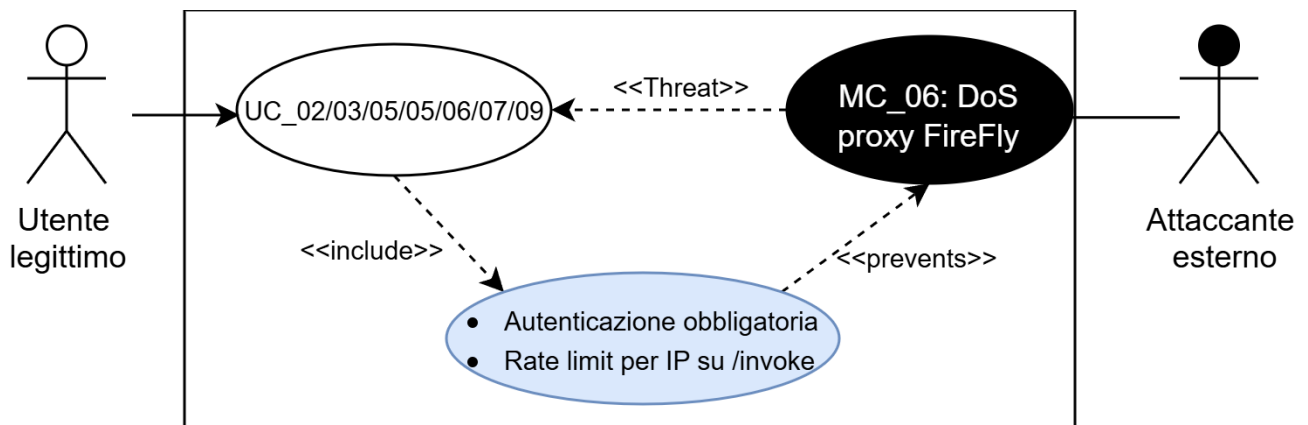 <<Threat>>
UC_02/03/05/05/06/07/09
MC_06: DoS
proxy FireFly
Utente
legittimo
Attaccante
esterno
<<include>>
<<prevents>>
• Autenticazione obbligatoria
• Rate limit per IP su /invoke